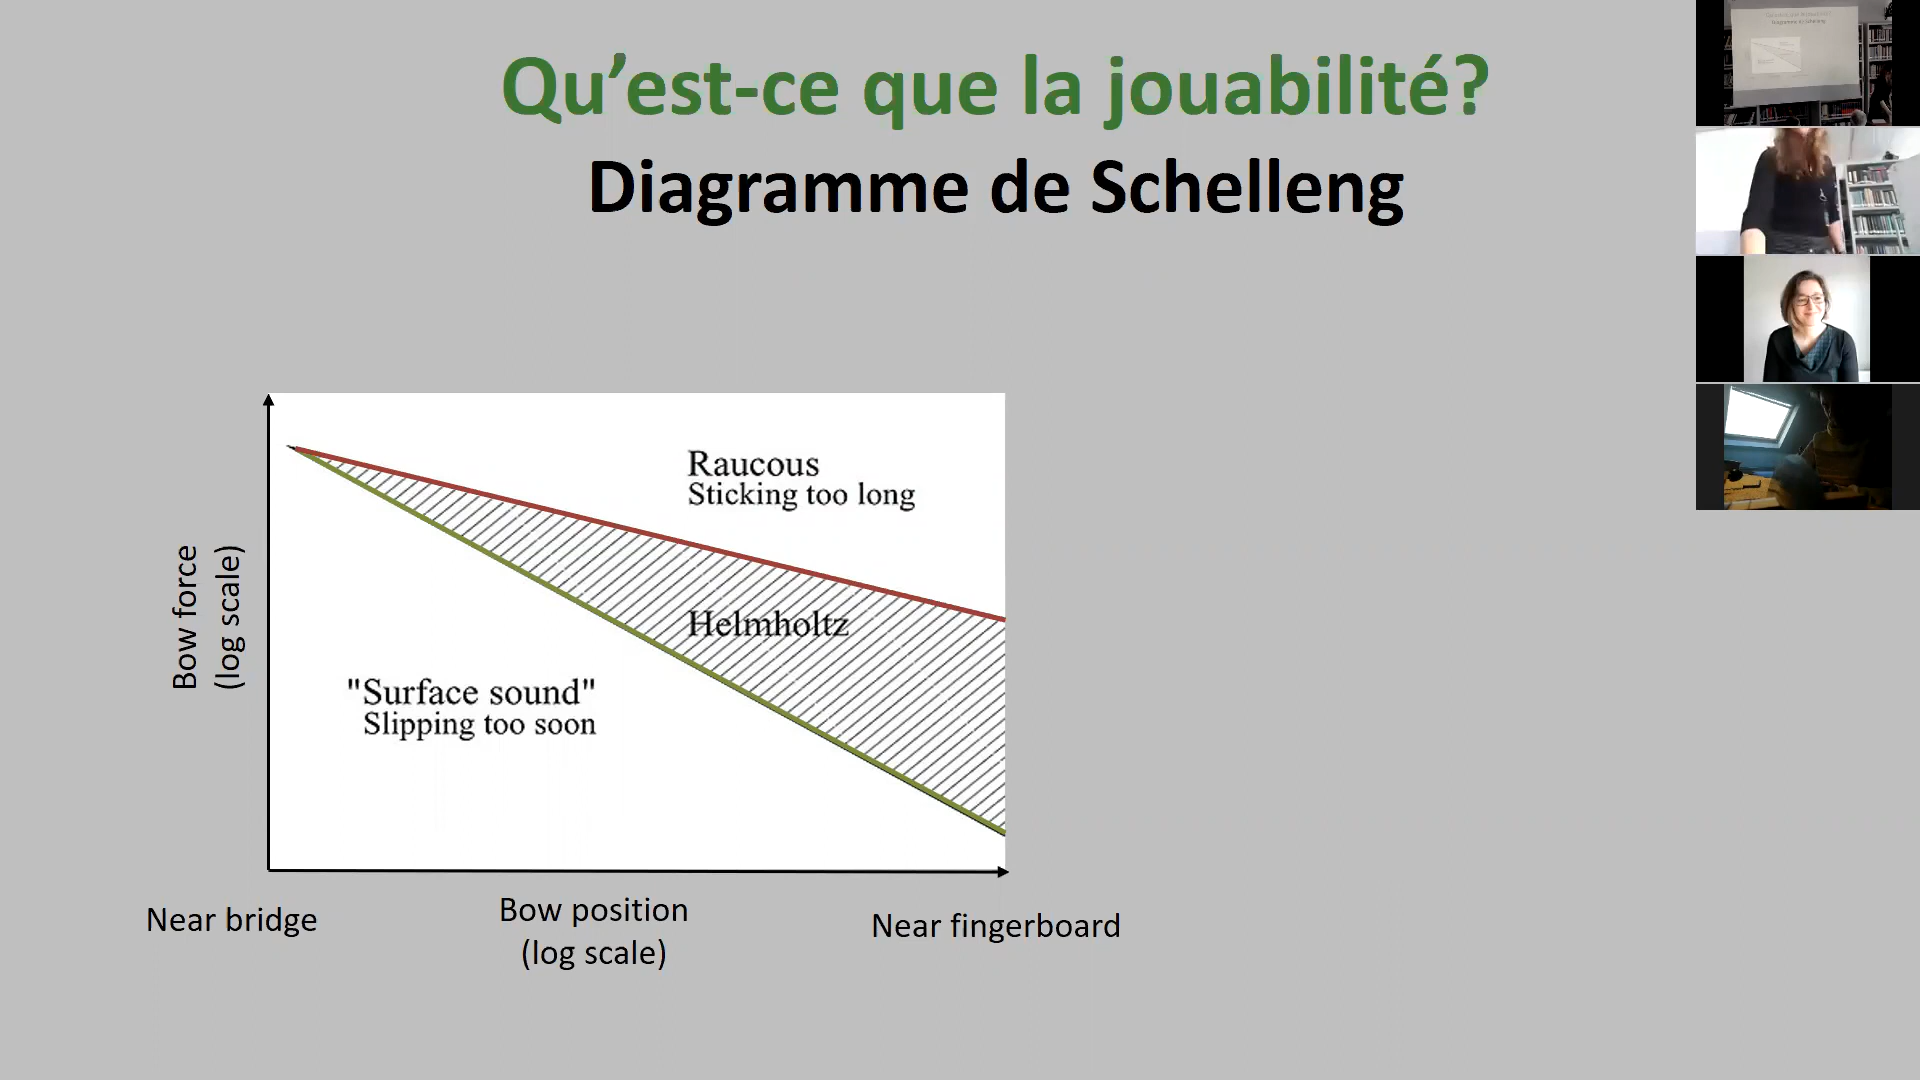 Qu’est-ce que la jouabilité?
Diagramme de Schelleng
Raucous
Sticking too long
Helmholtz
"Surface sound"
Slipping too soon
Bow force
(log scale)
Near bridge
Bow position
(log scale)
Near fingerboard